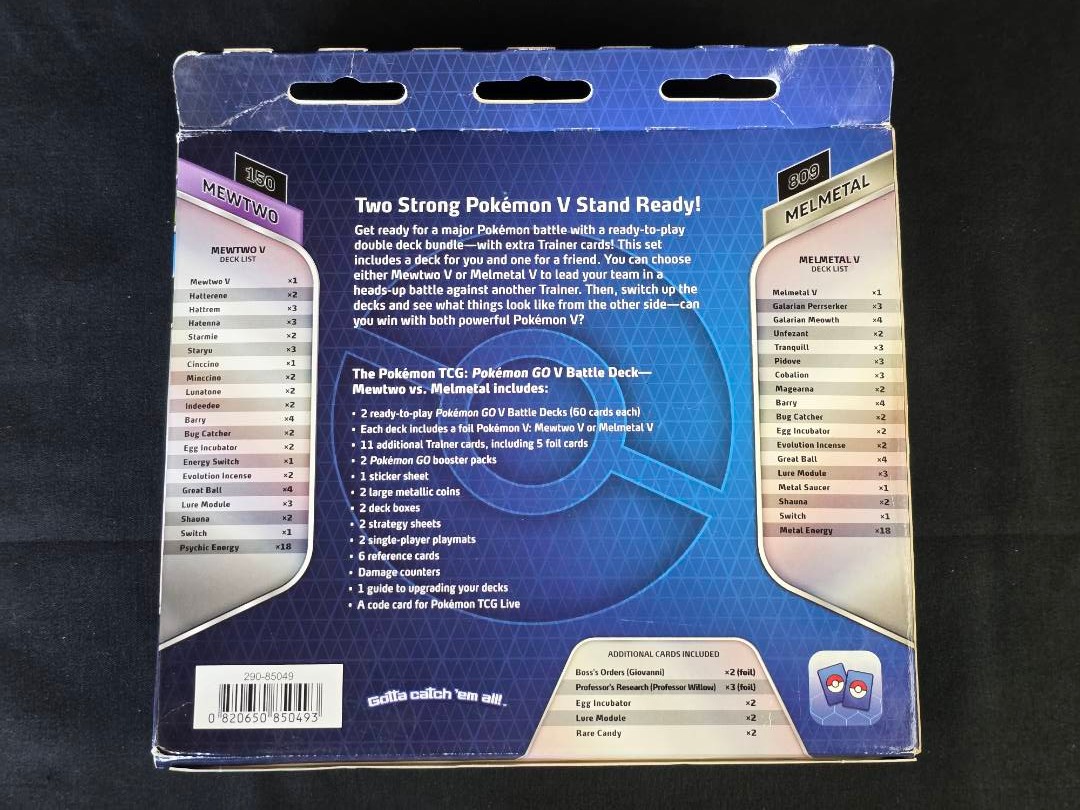 150
MEWTWO
MEWTWO V
DECK LIST
Mewtwo V ×1
Hatterene ×2
Hattrem ×3
Hatenna ×3
Starmie ×2
Staryu ×3
Cinccino ×1
Minccino ×2
Lunatone ×2
Indeedee ×2
Barry ×4
Bug Catcher ×2
Egg Incubator ×2
Energy Switch ×1
Evolution Incense ×2
Great Ball ×4
Lure Module ×3
Shauna ×2
Switch ×1
Psychic Energy ×18
Two Strong Pokémon V Stand Ready!
Get ready for a major Pokémon battle with a ready-to-play
double deck bundle—with extra Trainer cards! This set
includes a deck for you and one for a friend. You can choose
either Mewtwo V or Melmetal V to lead your team in a
heads-up battle against another Trainer. Then, switch up the
decks and see what things look like from the other side—can
you win with both powerful Pokémon V?
The Pokémon TCG: Pokémon GO V Battle Deck—
Mewtwo vs. Melmetal includes:
• 2 ready-to-play Pokémon GO V Battle Decks (60 cards each)
• Each deck includes a foil Pokémon V: Mewtwo V or Melmetal V
• 11 additional Trainer cards, including 5 foil cards
• 2 Pokémon GO booster packs
• 1 sticker sheet
• 2 large metallic coins
• 2 deck boxes
• 2 strategy sheets
• 2 single-player playmats
• 6 reference cards
• Damage counters
• 1 guide to upgrading your decks
• A code card for Pokémon TCG Live
809
MELMETAL
MELMETAL V
DECK LIST
Melmetal V ×1
Galarian Perrserker ×3
Galarian Meowth ×4
Unfezant ×2
Tranquill ×3
Pidove ×3
Cobalion ×3
Magearna ×2
Barry ×4
Bug Catcher ×2
Egg Incubator ×2
Evolution Incense ×2
Great Ball ×4
Lure Module ×3
Metal Saucer ×1
Shauna ×2
Switch ×1
Metal Energy ×18
290-85049
0 820650 850493
Gotta catch 'em all!
ADDITIONAL CARDS INCLUDED
Boss's Orders (Giovanni) ×2 (foil)
Professor's Research (Professor Willow) ×3 (foil)
Egg Incubator ×2
Lure Module ×2
Rare Candy ×2